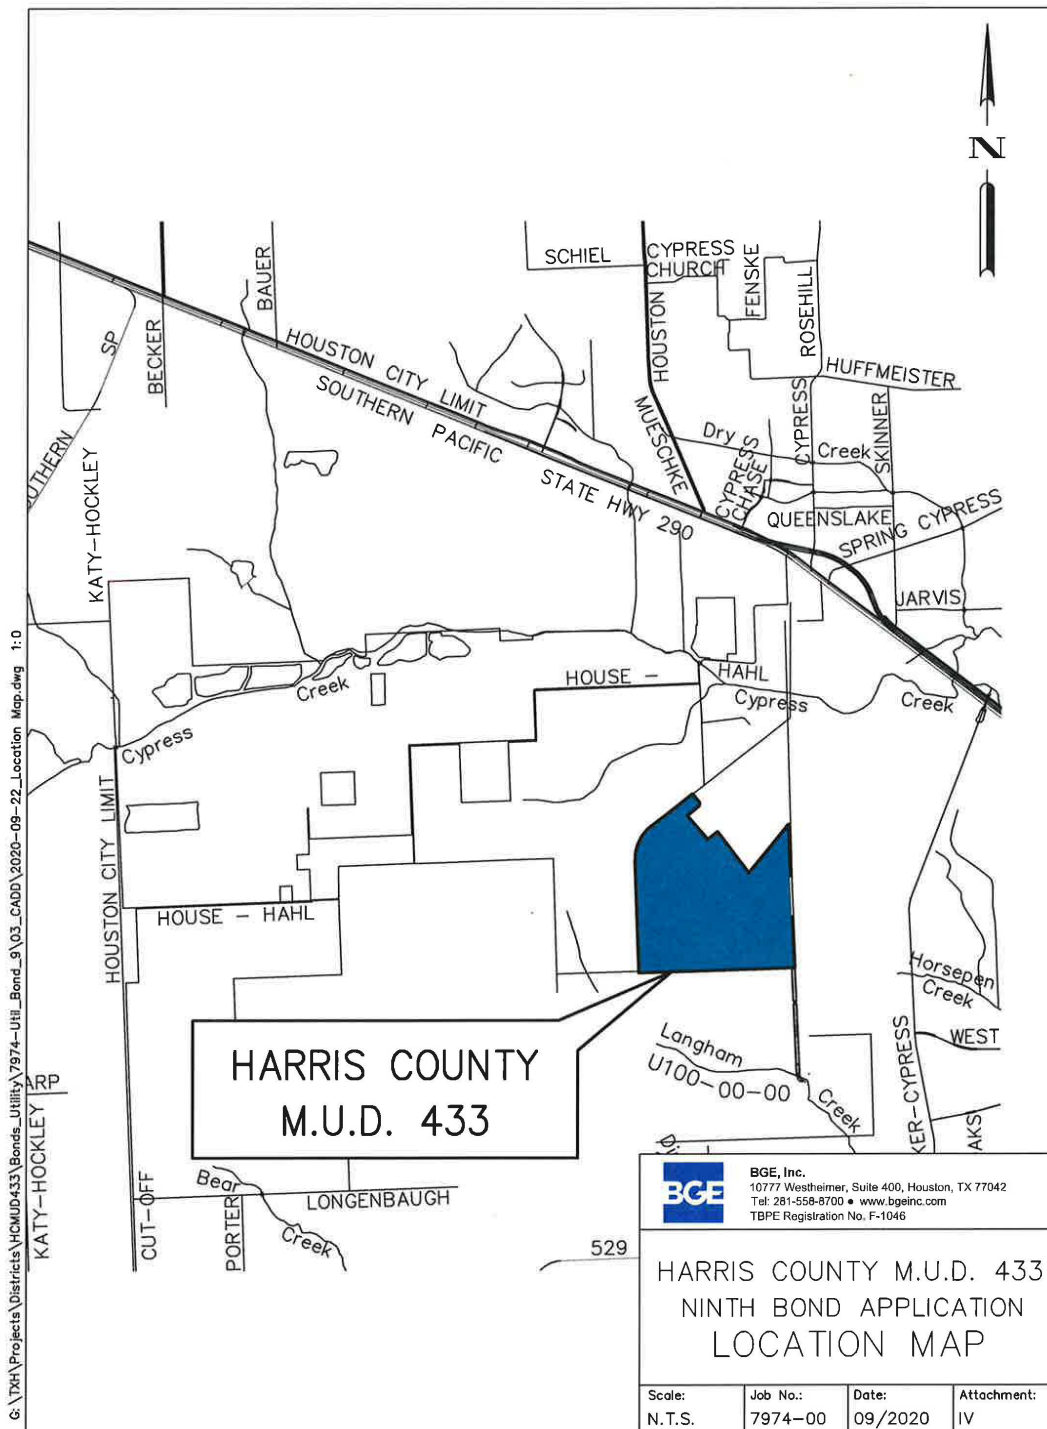 N
SCHIEL
CYPRESS
CHURCH
FENSKE
ROSEHILL
HOUSTON
BAUER
BECKER
SP
HOUSTON CITY LIMIT
SOUTHERN PACIFIC
STATE HWY 290
HUFFMEISTER
MUESCHKE
Dry Creek
CYPRESS
CHASE
CYPRESS
SKINNER
QUEENSLAKE
SPRING CYPRESS
JARVIS
UTHERN
KATY-HOCKLEY
HOUSE - HAHL
Cypress Creek
Cypress Creek
HOUSTON CITY LIMIT
HOUSE - HAHL
Horsepen
Creek
WEST
KER-CYPRESS
AKS
Langham
U100-00-00
Creek
HARRIS COUNTY
M.U.D. 433
ARP
KATY-HOCKLEY
CUT-OFF
Bear
Creek
PORTER
LONGENBAUGH
529
G:\TXH\Projects\Districts\HCMUD433\Bonds_Utility\7974-Util_Bond_9\03_CADD\2020-09-22_Location Map.dwg 1:0
BGE
BGE, Inc.
10777 Westheimer, Suite 400, Houston, TX 77042
Tel: 281-558-8700 ● www.bgeinc.com
TBPE Registration No. F-1046
HARRIS COUNTY M.U.D. 433
NINTH BOND APPLICATION
LOCATION MAP
Scale:
N.T.S.
Job No.:
7974-00
Date:
09/2020
Attachment:
IV